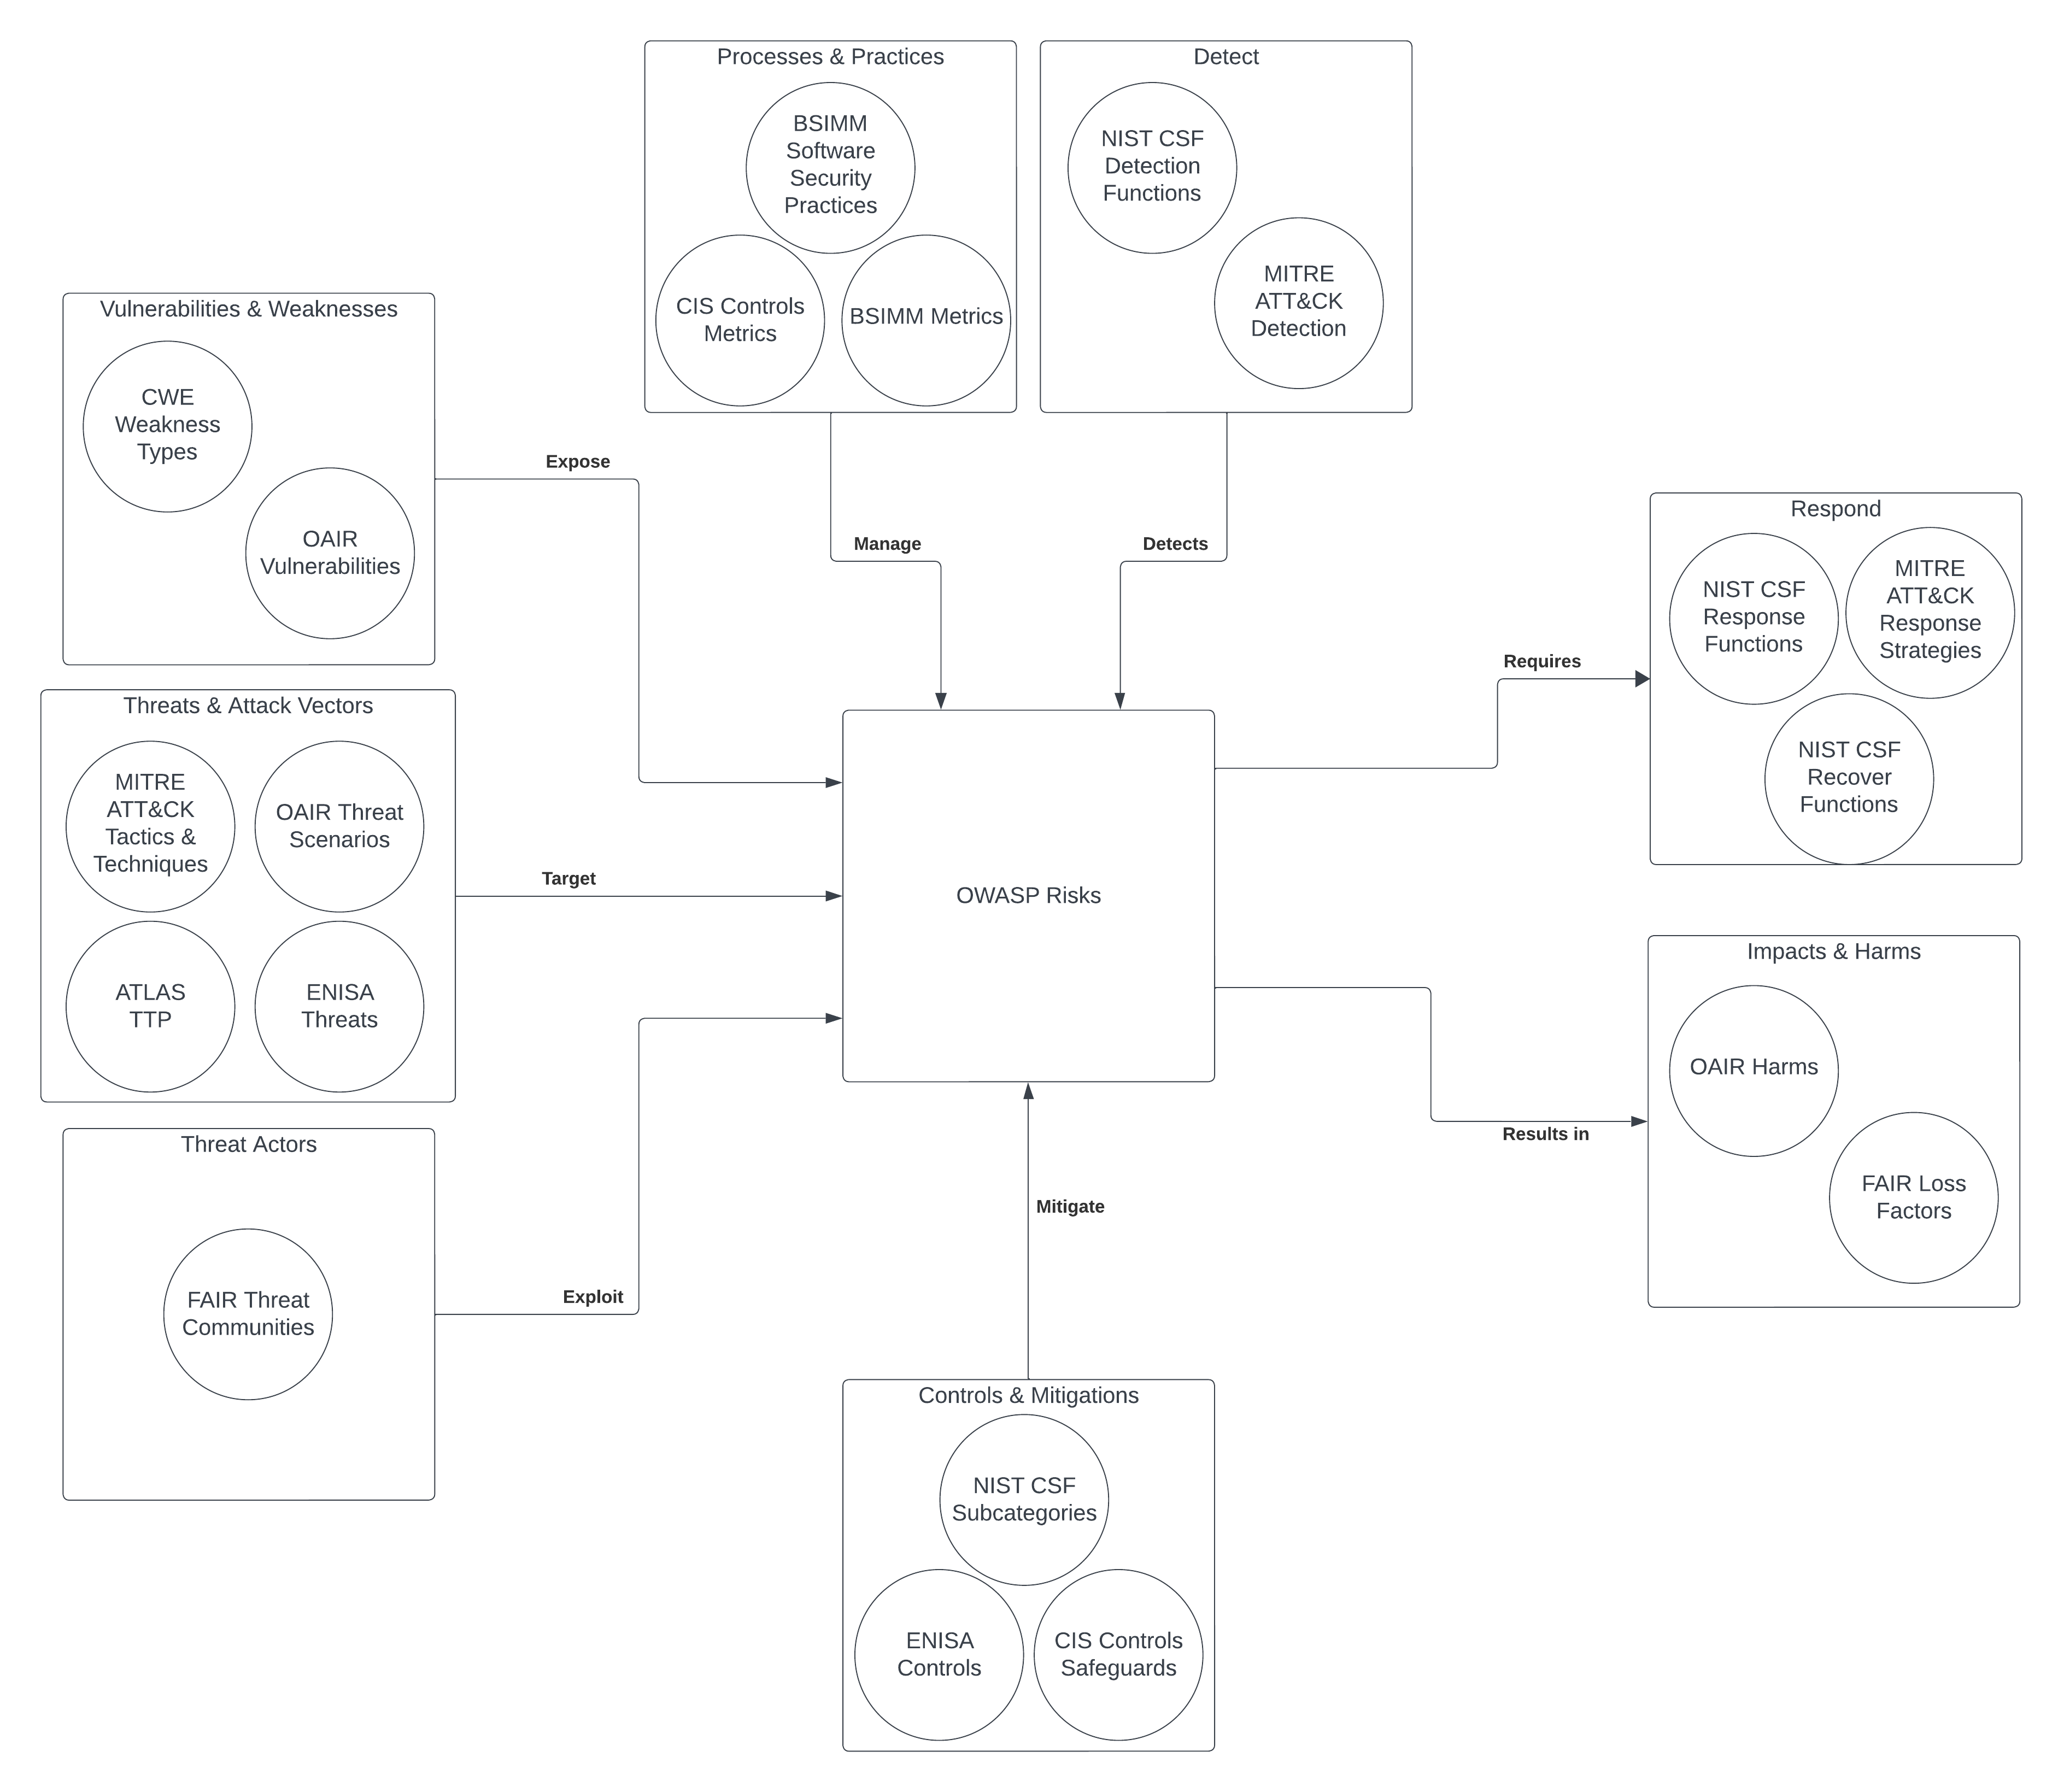 Processes & Practices
BSIMM
Software
Security
Practices
CIS Controls
Metrics
BSIMM Metrics
Detect
NIST CSF
Detection
Functions
MITRE
ATT&CK
Detection
Vulnerabilities & Weaknesses
CWE
Weakness
Types
OAIR
Vulnerabilities
Expose
Manage
Detects
Respond
NIST CSF
Response
Functions
MITRE
ATT&CK
Response
Strategies
NIST CSF
Recover
Functions
Requires
Threats & Attack Vectors
MITRE
ATT&CK
Tactics &
Techniques
OAIR Threat
Scenarios
ATLAS
TTP
ENISA
Threats
Target
OWASP Risks
Impacts & Harms
OAIR Harms
FAIR Loss
Factors
Results in
Threat Actors
FAIR Threat
Communities
Exploit
Mitigate
Controls & Mitigations
NIST CSF
Subcategories
ENISA
Controls
CIS Controls
Safeguards